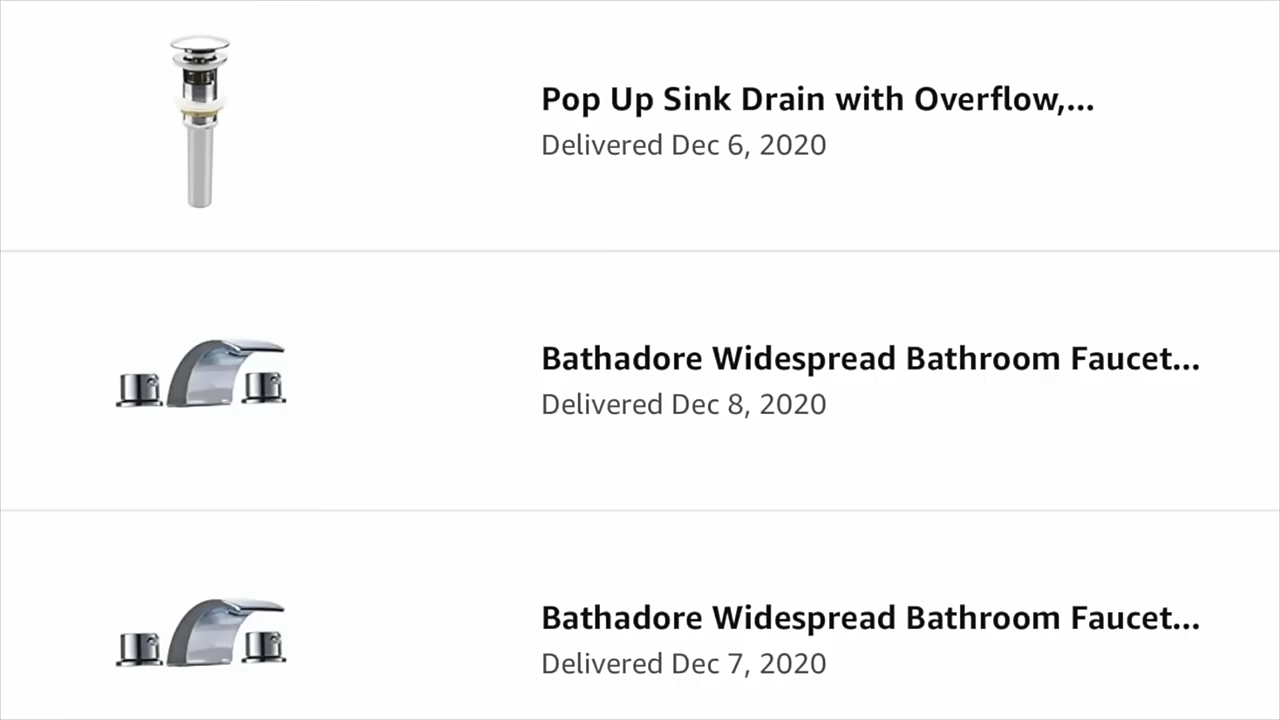 Pop Up Sink Drain with Overflow,...
Delivered Dec 6, 2020
Bathadore Widespread Bathroom Faucet...
Delivered Dec 8, 2020
Bathadore Widespread Bathroom Faucet...
Delivered Dec 7, 2020